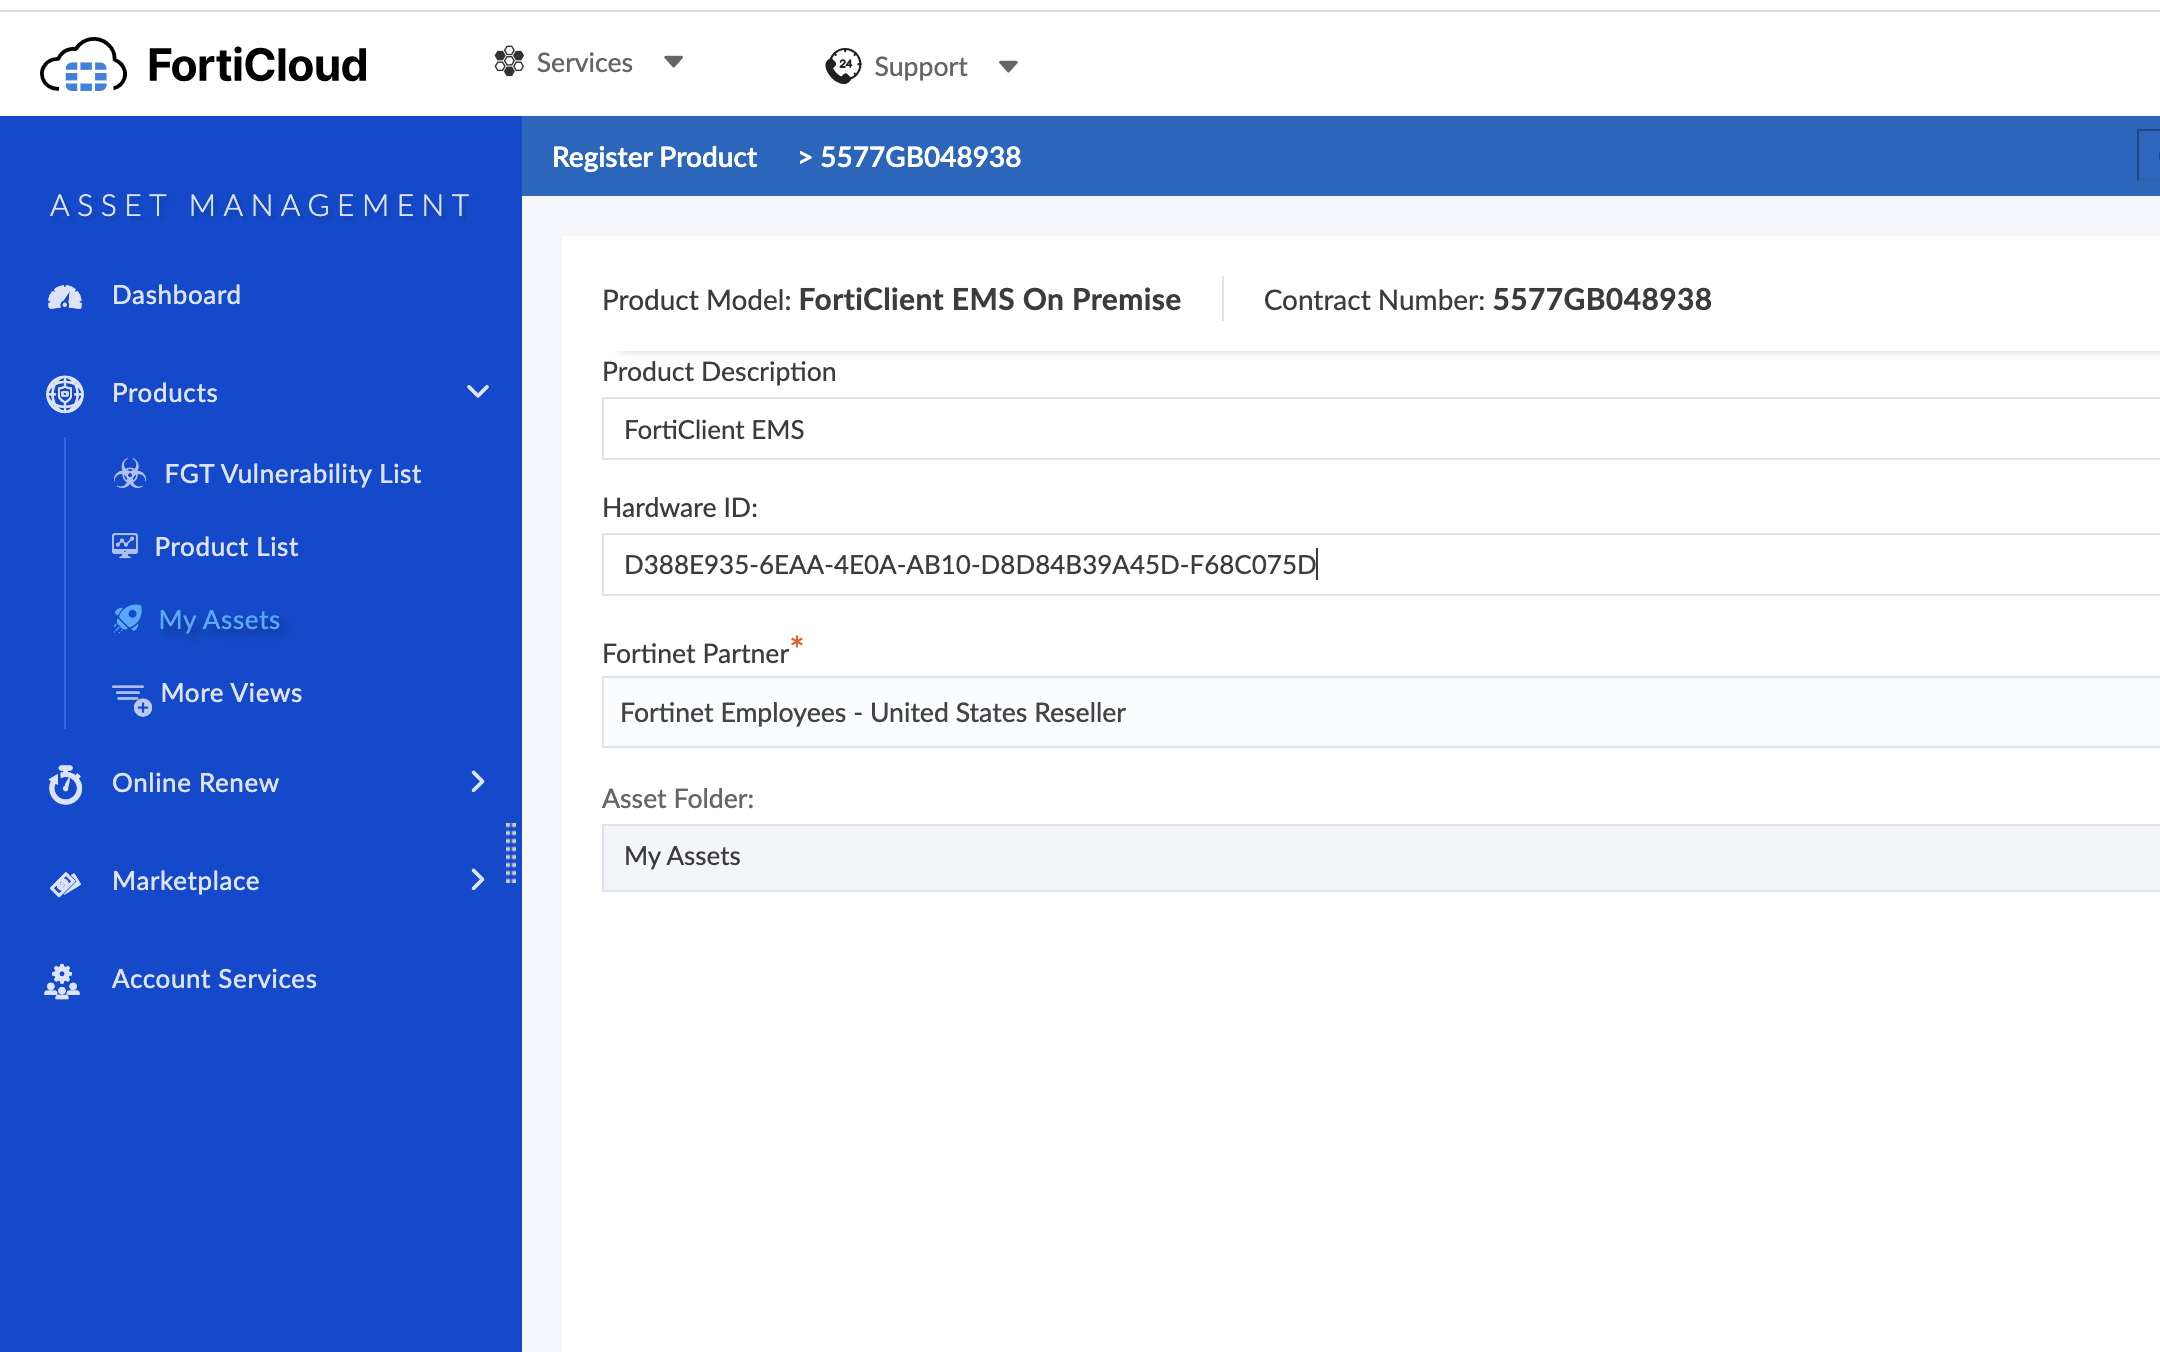 FortiCloud
Services
24
Support
ASSET MANAGEMENT
Dashboard
Products
FGT Vulnerability List
Product List
My Assets
More Views
Online Renew
Marketplace
Account Services
Register Product > 5577GB048938
Product Model: FortiClient EMS On Premise
Contract Number: 5577GB048938
Product Description
FortiClient EMS
Hardware ID:
D388E935-6EAA-4E0A-AB10-D8D84B39A45D-F68C075D
Fortinet Partner*
Fortinet Employees - United States Reseller
Asset Folder:
My Assets